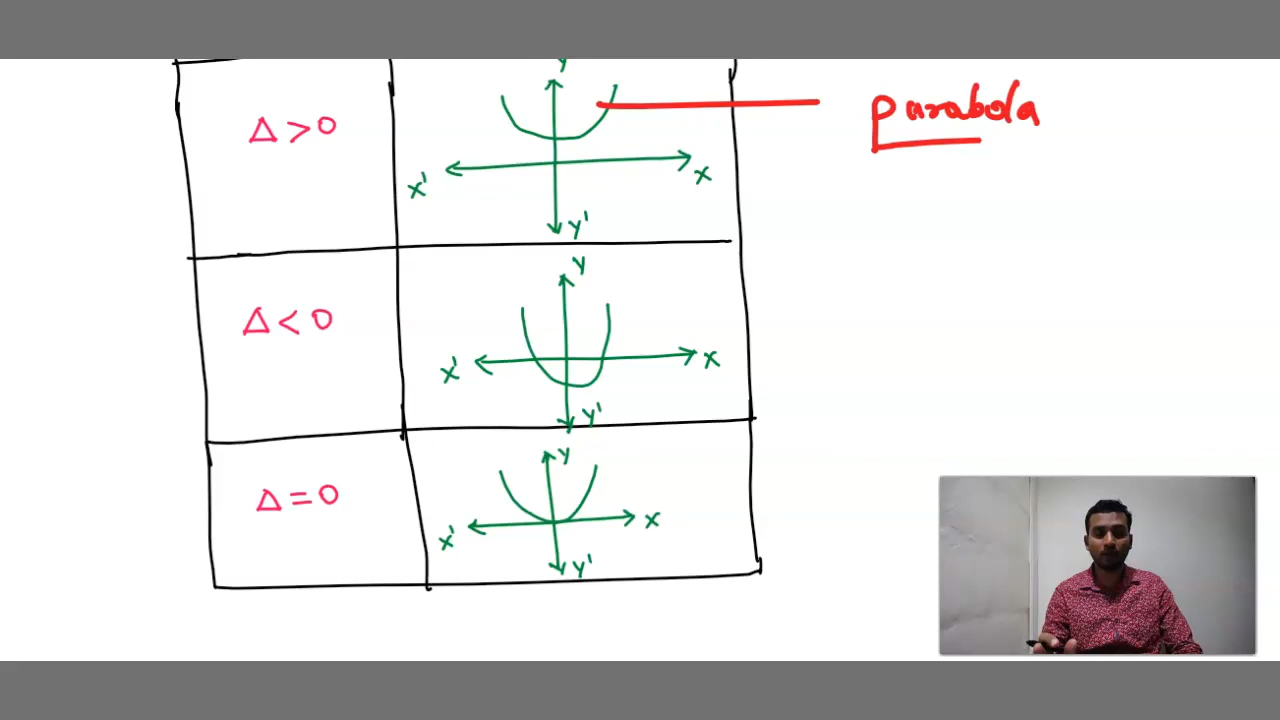 y
Δ > 0
parabola
x'
x
y'
y
Δ < 0
x'
x
y'
y
Δ = 0
x
x'
y'